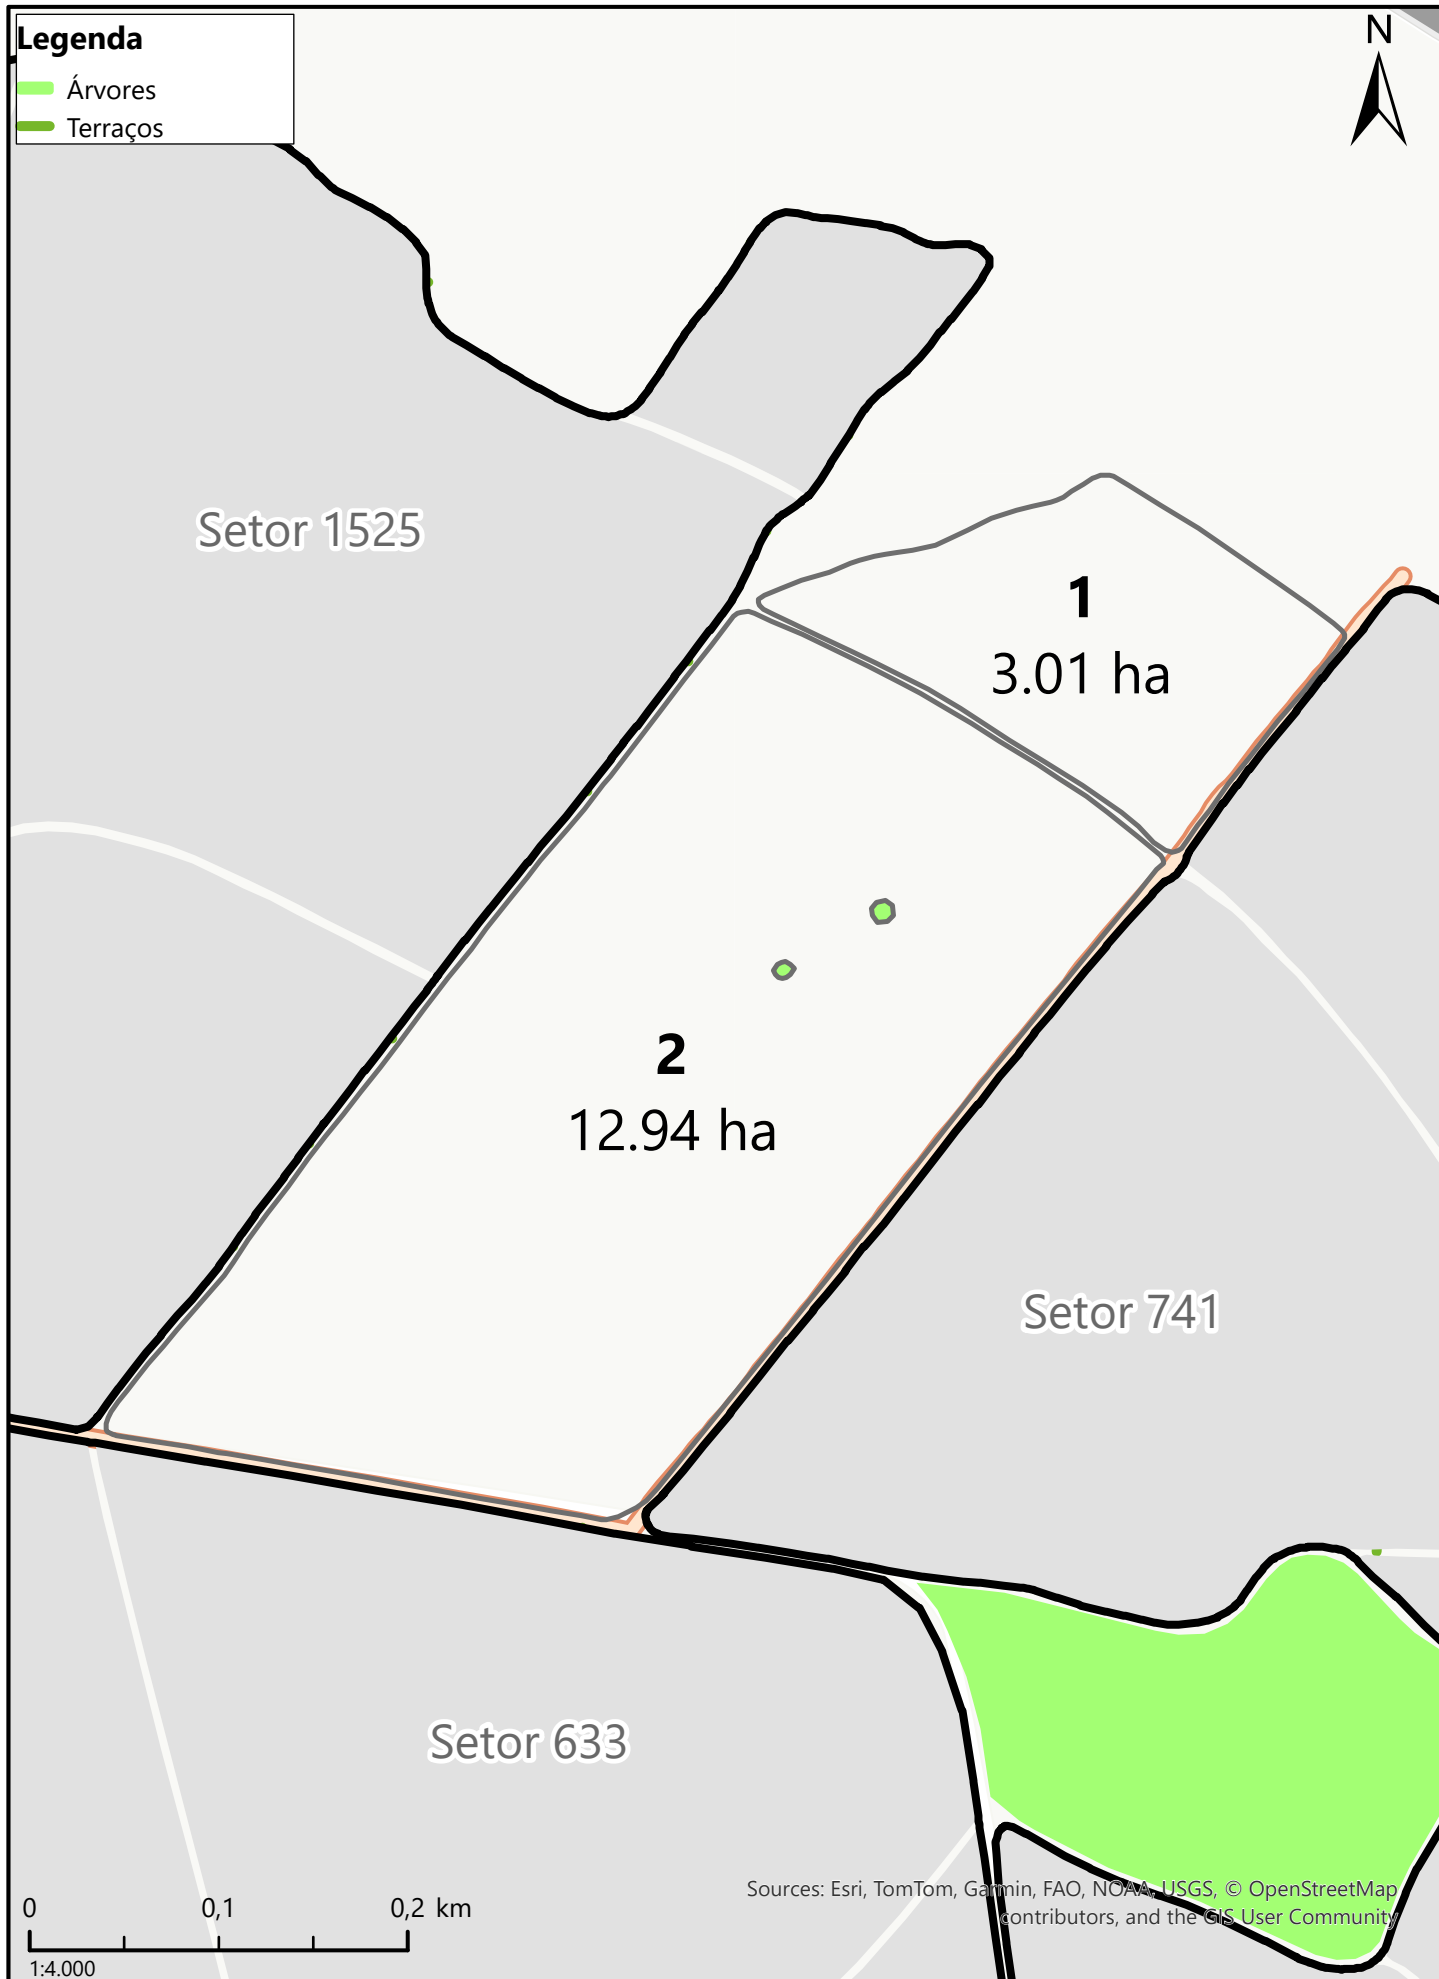 Legenda
Árvores
Terraços
N
Setor 1525
1
3.01 ha
2
12.94 ha
Setor 741
Setor 633
Sources: Esri, TomTom, Garmin, FAO, NOAA, USGS, © OpenStreetMap
contributors, and the GIS User Community
0 0,1 0,2 km
1:4.000